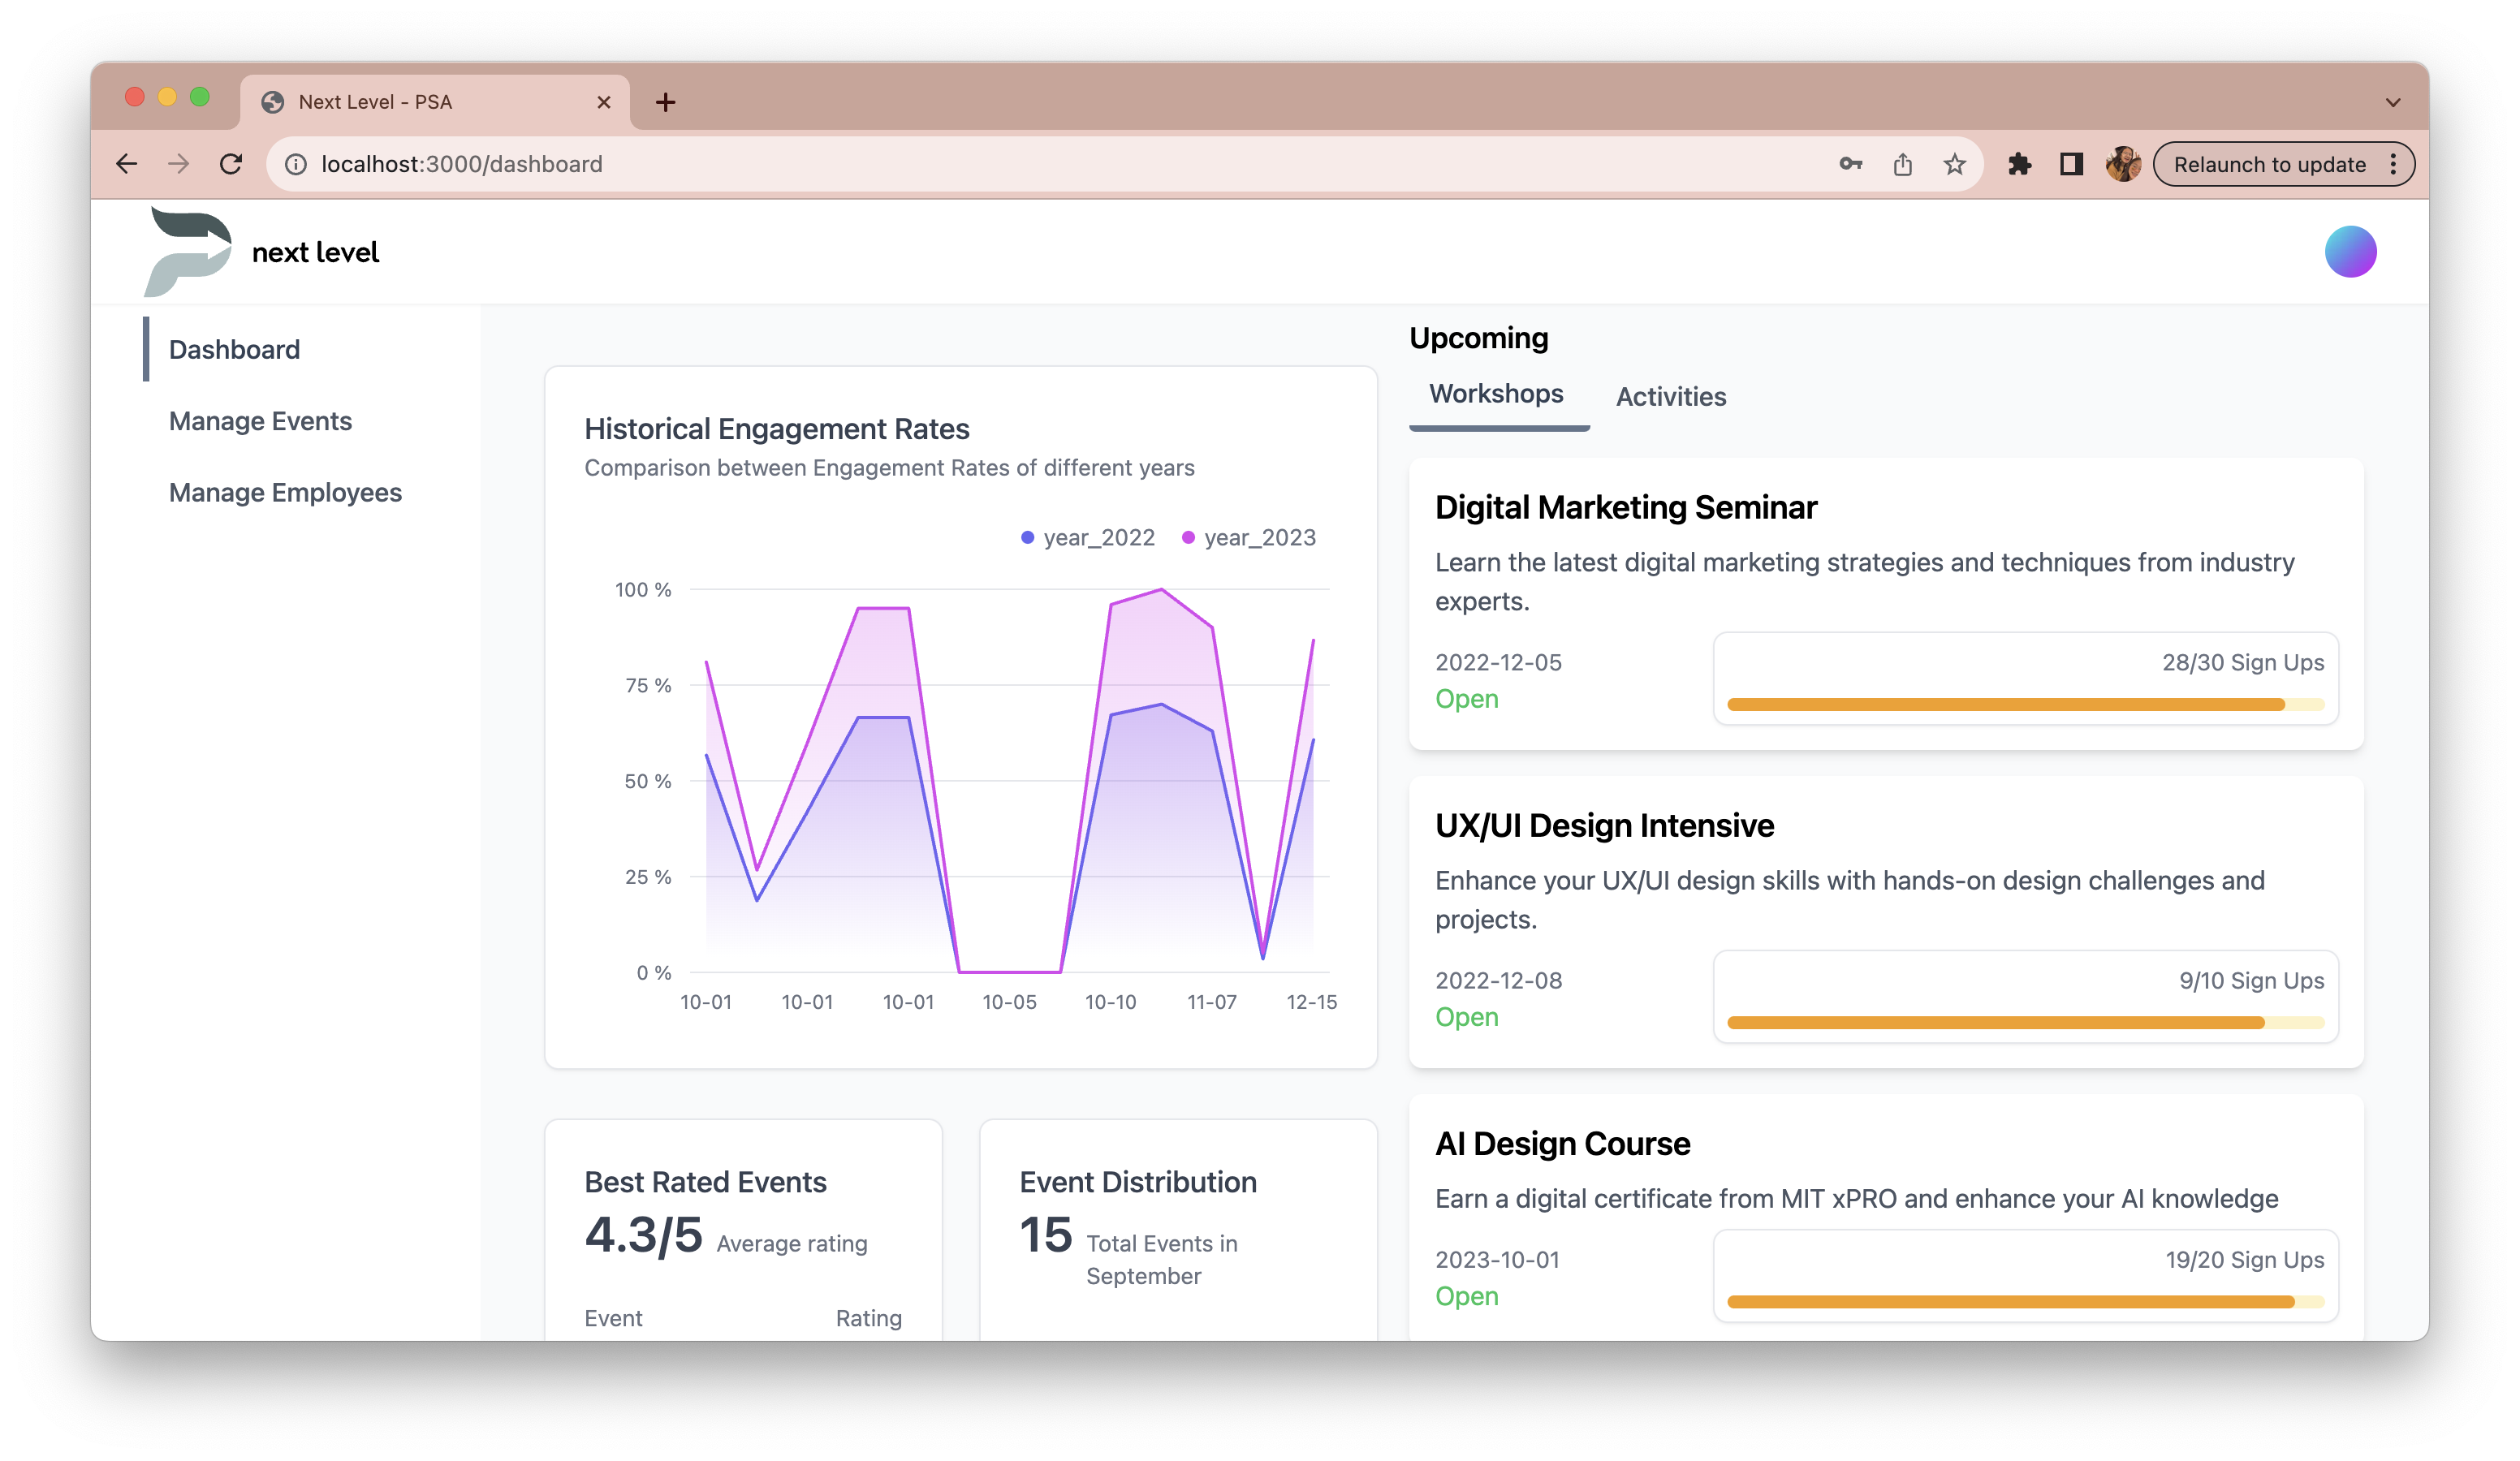 Next Level - PSA
localhost:3000/dashboard
Relaunch to update
next level
Dashboard
Manage Events
Manage Employees
Historical Engagement Rates
Comparison between Engagement Rates of different years
year_2022 year_2023
100 %
75 %
50 %
25 %
0 %
10-01 10-01 10-01 10-05 10-10 11-07 12-15
Best Rated Events
4.3/5 Average rating
Event Rating
Event Distribution
15 Total Events in
September
Upcoming
Workshops Activities
Digital Marketing Seminar
Learn the latest digital marketing strategies and techniques from industry
experts.
2022-12-05
28/30 Sign Ups
Open
UX/UI Design Intensive
Enhance your UX/UI design skills with hands-on design challenges and
projects.
2022-12-08
9/10 Sign Ups
Open
AI Design Course
Earn a digital certificate from MIT xPRO and enhance your AI knowledge
2023-10-01
19/20 Sign Ups
Open